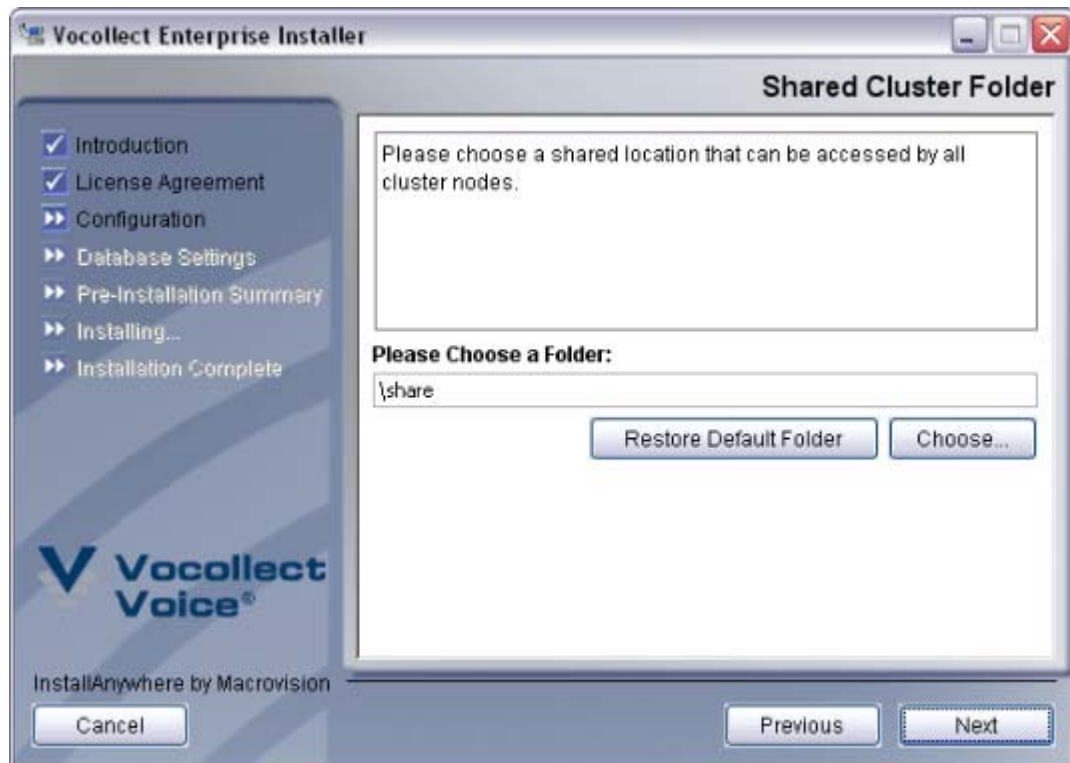 Vocollect Enterprise Installer
Shared Cluster Folder
Introduction
License Agreement
Configuration
Database Settings
Pre-Installation Summary
Installing...
Installation Complete
Please choose a shared location that can be accessed by all
cluster nodes.
Please Choose a Folder:
\share
Restore Default Folder
Choose...
Vocollect
Voice®
InstallAnywhere by Macrovision
Cancel
Previous
Next